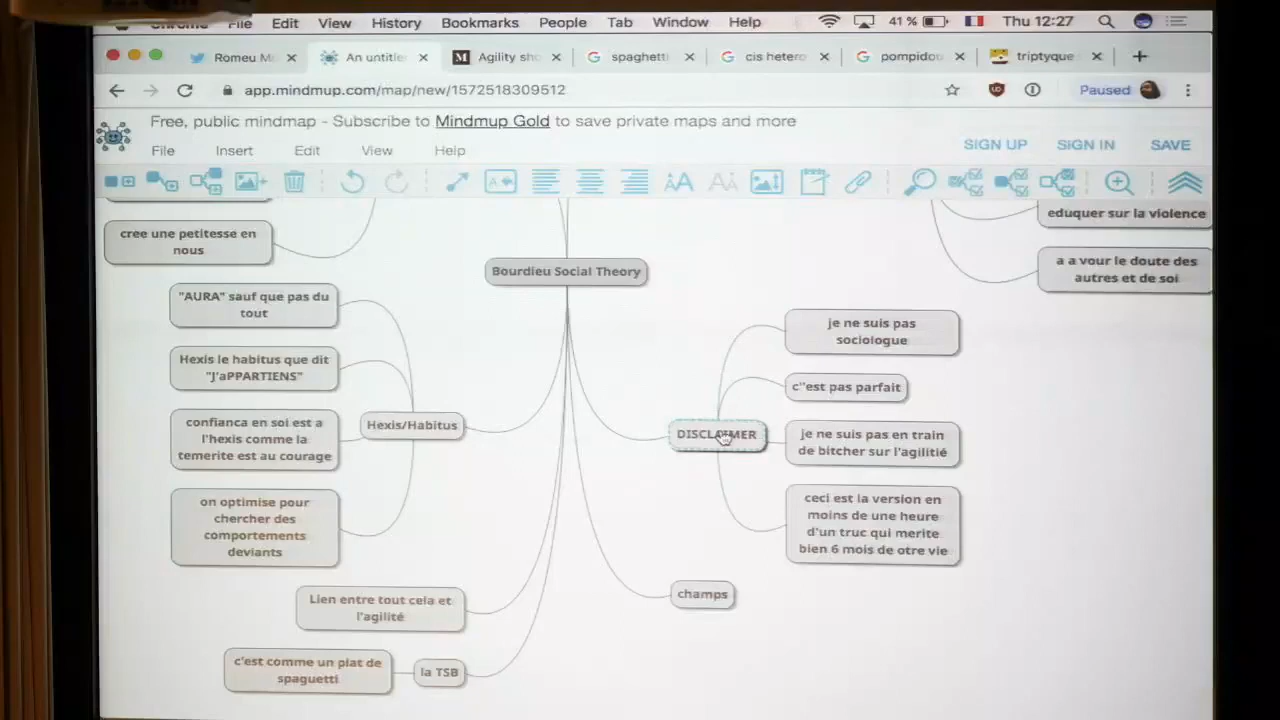 Chrome File Edit View History Bookmarks People Tab Window Help 41 % Thu 12:27
Romeu M
An untitle
Agility sh
spaghetti
cis hetero
pompidou
triptyque
app.mindmup.com/map/new/1572518309512
Paused
Free, public mindmap - Subscribe to Mindmup Gold to save private maps and more
File Insert Edit View Help
SIGN UP SIGN IN SAVE
cree une petitesse en
nous
Bourdieu Social Theory
eduquer sur la violence
a a vour le doute des
autres et de soi
"AURA" sauf que pas du
tout
Hexis le habitus que dit
"J'aPPARTIENS"
confianca en soi est a
l'hexis comme la
temerite est au courage
on optimise pour
chercher des
comportements
deviants
Hexis/Habitus
DISCLAIMER
je ne suis pas
sociologue
c''est pas parfait
je ne suis pas en train
de bitcher sur l'agilitié
ceci est la version en
moins de une heure
d'un truc qui merite
bien 6 mois de otre vie
champs
Lien entre tout cela et
l'agilité
c'est comme un plat de
spaguetti
la TSB